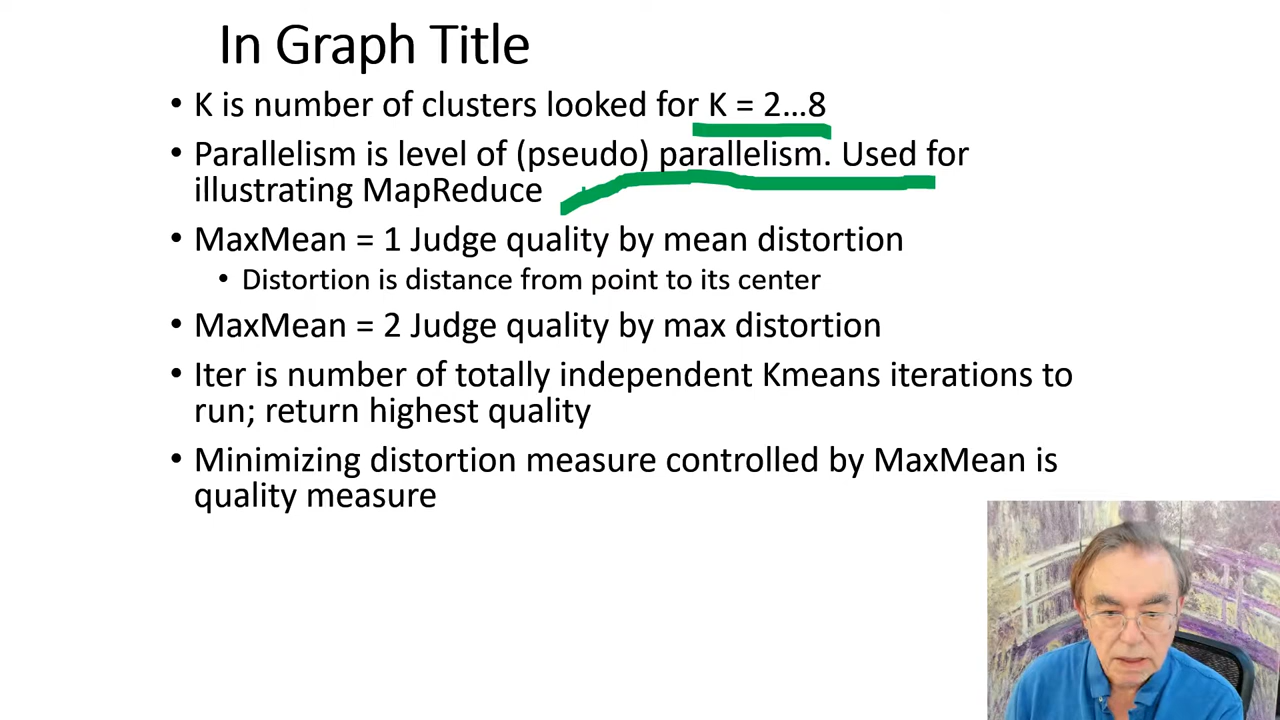 In Graph Title
• K is number of clusters looked for K = 2...8
• Parallelism is level of (pseudo) parallelism. Used for
illustrating MapReduce
• MaxMean = 1 Judge quality by mean distortion
• Distortion is distance from point to its center
• MaxMean = 2 Judge quality by max distortion
• Iter is number of totally independent Kmeans iterations to
run; return highest quality
• Minimizing distortion measure controlled by MaxMean is
quality measure